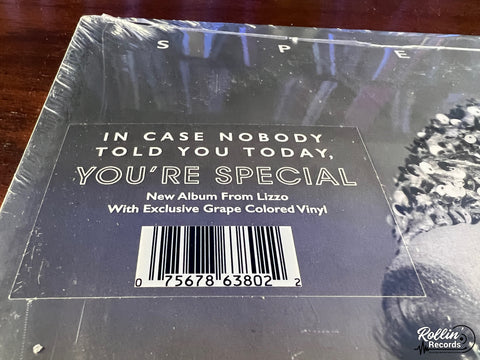 S P E
IN CASE NOBODY
TOLD YOU TODAY,
YOU'RE SPECIAL
New Album From Lizzo
With Exclusive Grape Colored Vinyl
0 75678 63802 2
Rollin
Records